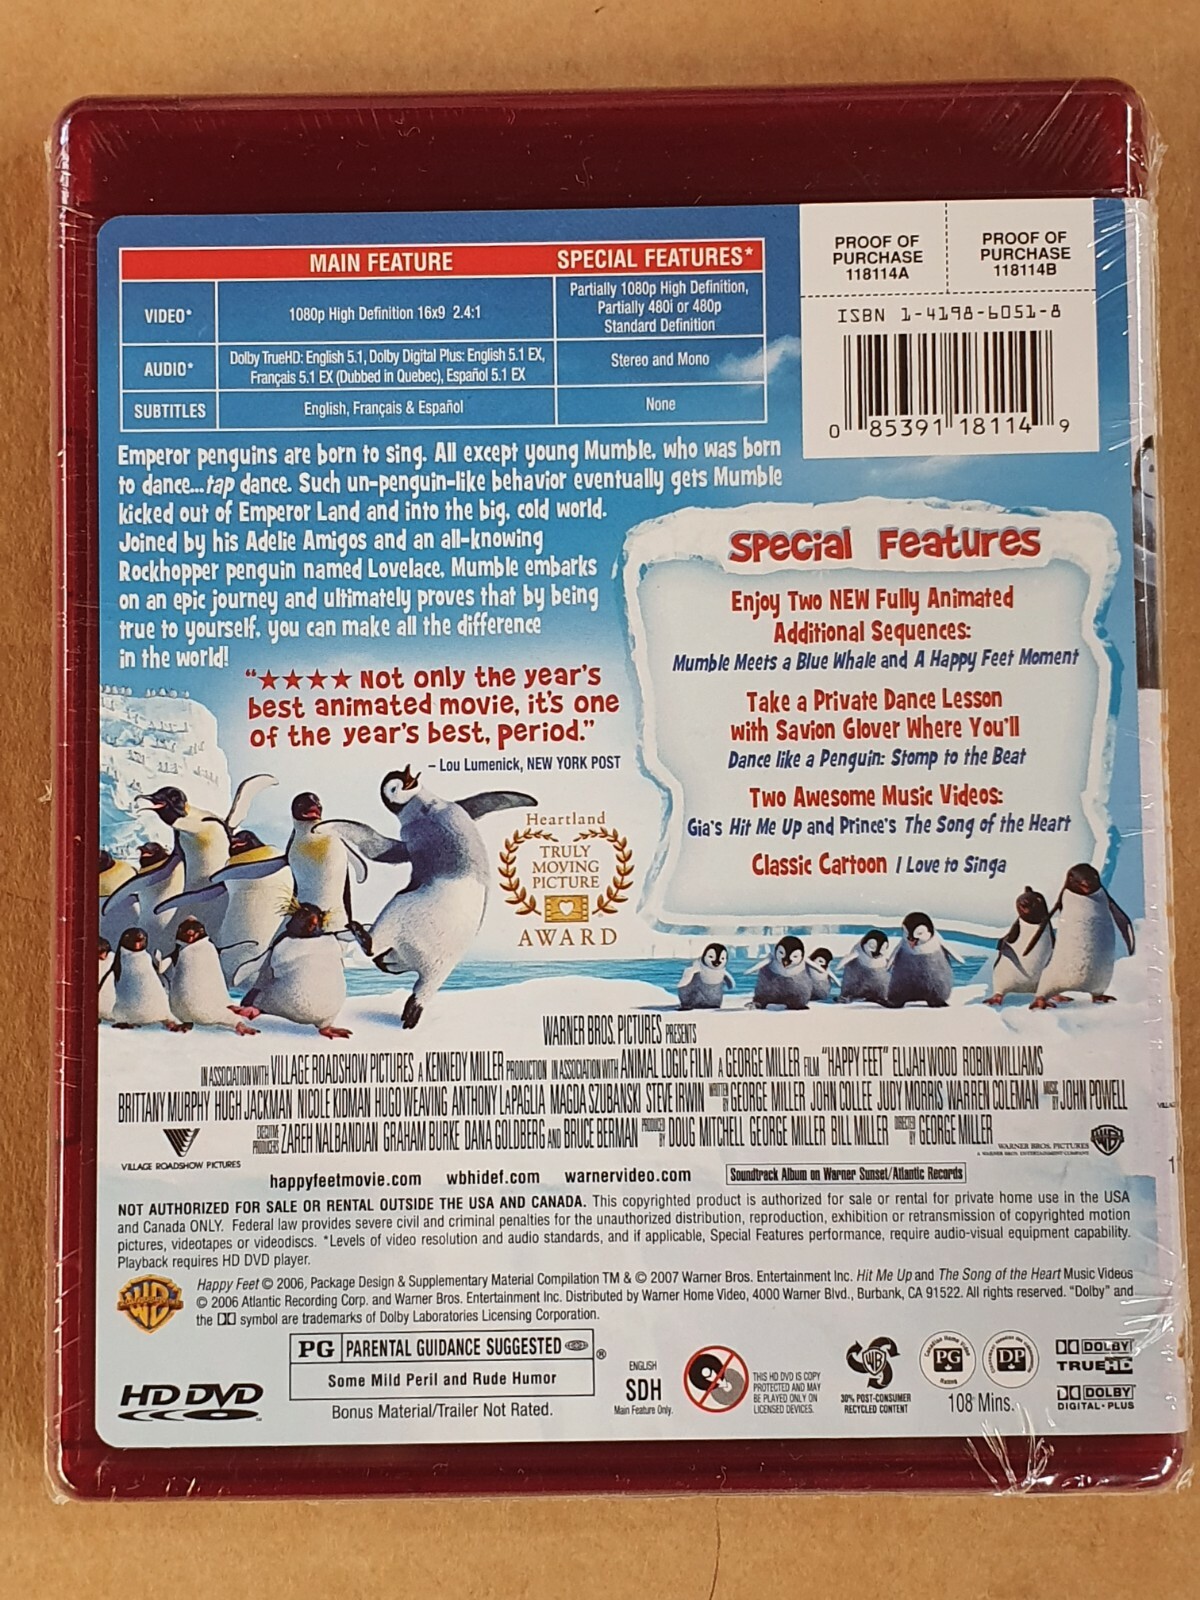 MAIN FEATURE SPECIAL FEATURES*
VIDEO* 1080p High Definition 16x9 2.4:1 Partially 1080p High Definition,
Partially 480i or 480p
Standard Definition
AUDIO* Dolby TrueHD: English 5.1, Dolby Digital Plus: English 5.1 EX,
Français 5.1 EX (Dubbed in Quebec), Español 5.1 EX
Stereo and Mono
SUBTITLES English, Français & Español None
PROOF OF
PURCHASE
118114A
PROOF OF
PURCHASE
118114B
ISBN 1-4198-6051-8
0 85391 18114 9
Emperor penguins are born to sing. All except young Mumble, who was born
to dance...tap dance. Such un-penguin-like behavior eventually gets Mumble
kicked out of Emperor Land and into the big, cold world.
Joined by his Adelie Amigos and an all-knowing
Rockhopper penguin named Lovelace, Mumble embarks
on an epic journey and ultimately proves that by being
true to yourself, you can make all the difference
in the world!
"★★★★ Not only the year's
best animated movie, it's one
of the year's best, period."
– Lou Lumenick, NEW YORK POST
Heartland
TRULY
MOVING
PICTURE
AWARD
Special Features
Enjoy Two NEW Fully Animated
Additional Sequences:
Mumble Meets a Blue Whale and A Happy Feet Moment
Take a Private Dance Lesson
with Savion Glover Where You'll
Dance like a Penguin: Stomp to the Beat
Two Awesome Music Videos:
Gia's Hit Me Up and Prince's The Song of the Heart
Classic Cartoon I Love to Singa
WARNER BROS. PICTURES PRESENTS
IN ASSOCIATION WITH VILLAGE ROADSHOW PICTURES A KENNEDY MILLER PRODUCTION IN ASSOCIATION WITH ANIMAL LOGIC FILM A GEORGE MILLER FILM "HAPPY FEET" ELIJAH WOOD ROBIN WILLIAMS
BRITTANY MURPHY HUGH JACKMAN NICOLE KIDMAN HUGO WEAVING ANTHONY LaPAGLIA MAGDA SZUBANSKI STEVE IRWIN WRITTEN BY GEORGE MILLER JOHN COLLEE JUDY MORRIS WARREN COLEMAN MUSIC BY JOHN POWELL
EXECUTIVE PRODUCERS ZAREH NALBANDIAN GRAHAM BURKE DANA GOLDBERG AND BRUCE BERMAN PRODUCED BY DOUG MITCHELL GEORGE MILLER BILL MILLER DIRECTED BY GEORGE MILLER
VILLAGE ROADSHOW PICTURES
WARNER BROS. PICTURES
A WARNER BROS. ENTERTAINMENT COMPANY
happyfeetmovie.com wbhidef.com warnervideo.com Soundtrack Album on Warner Sunset/Atlantic Records
NOT AUTHORIZED FOR SALE OR RENTAL OUTSIDE THE USA AND CANADA. This copyrighted product is authorized for sale or rental for private home use in the USA
and Canada ONLY. Federal law provides severe civil and criminal penalties for the unauthorized distribution, reproduction, exhibition or retransmission of copyrighted motion
pictures, videotapes or videodiscs. *Levels of video resolution and audio standards, and if applicable, Special Features performance, require audio-visual equipment capability.
Playback requires HD DVD player.
Happy Feet © 2006, Package Design & Supplementary Material Compilation TM & © 2007 Warner Bros. Entertainment Inc. Hit Me Up and The Song of the Heart Music Videos
© 2006 Atlantic Recording Corp. and Warner Bros. Entertainment Inc. Distributed by Warner Home Video, 4000 Warner Blvd., Burbank, CA 91522. All rights reserved. "Dolby" and
the DD symbol are trademarks of Dolby Laboratories Licensing Corporation.
HD DVD
PG PARENTAL GUIDANCE SUGGESTED ®
Some Mild Peril and Rude Humor
Bonus Material/Trailer Not Rated.
ENGLISH
SDH
Main Feature Only.
THIS HD DVD IS COPY
PROTECTED AND MAY
BE PLAYED ONLY ON
LICENSED DEVICES.
30% POST-CONSUMER
RECYCLED CONTENT
PG
DP
108 Mins.
DOLBY
TRUEHD
DOLBY
DIGITAL PLUS